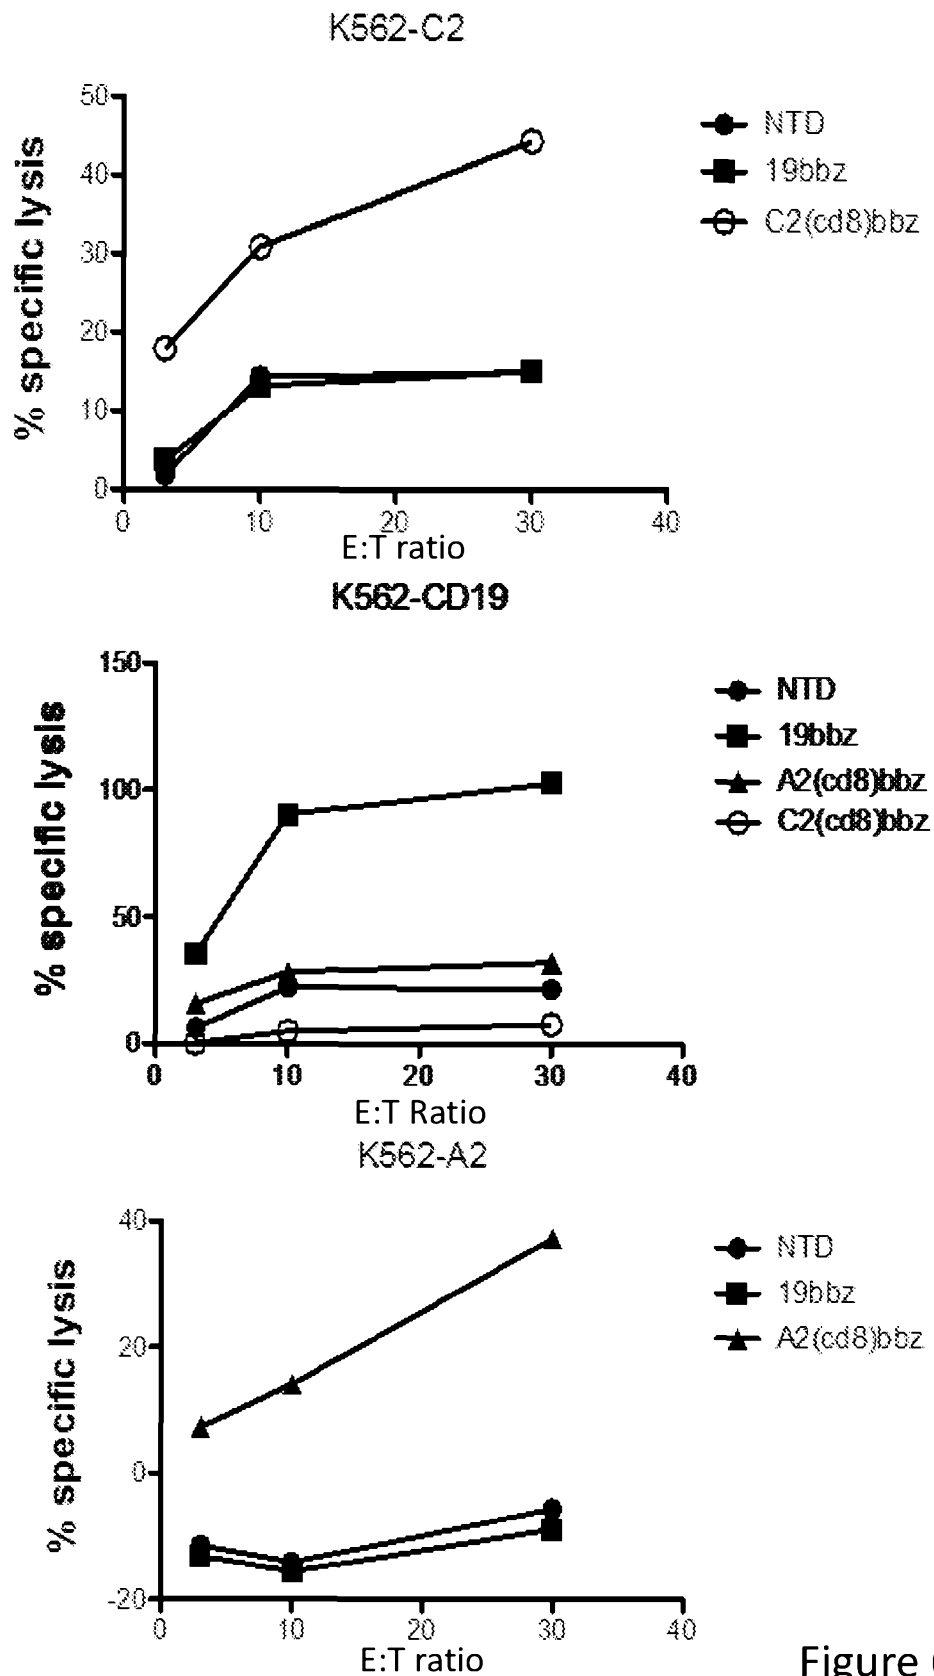 K562-C2
50
40
30
20
10
0
% specific lysis
0 10 20 30 40
E:T ratio
NTD
19bbz
C2(cd8)bbz
K562-CD19
150
100
50
0
% specific lysis
0 10 20 30 40
E:T Ratio
NTD
19bbz
A2(cd8)bbz
C2(cd8)bbz
K562-A2
40
20
0
-20
% specific lysis
0 10 20 30 40
E:T ratio
NTD
19bbz
A2(cd8)bbz
Figure